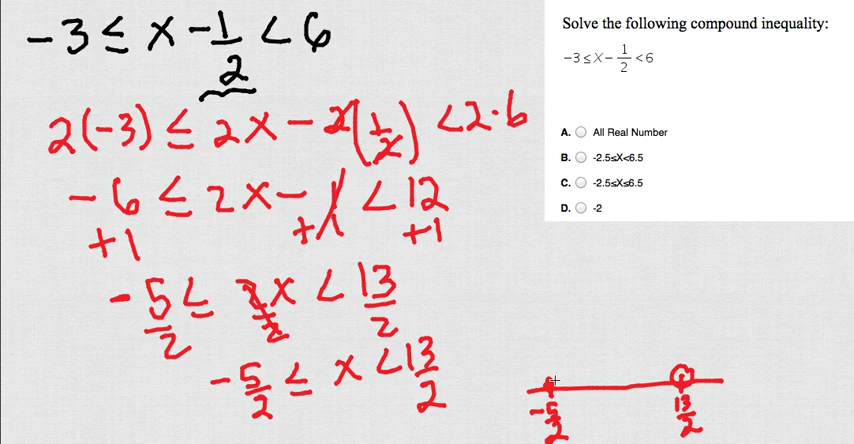 -3 ≤ x - 1/2 < 6
2(-3) ≤ 2x - 2(1/2) < 2·6
-6 ≤ 2x - 1 < 12
+1 +1 +1
-5/2 ≤ 2x/2 < 13/2
-5/2 ≤ x < 13/2
-5/2 13/2
Solve the following compound inequality:
-3≤X-1/2<6
A. All Real Number
B. -2.5≤X<6.5
C. -2.5≤X≤6.5
D. -2